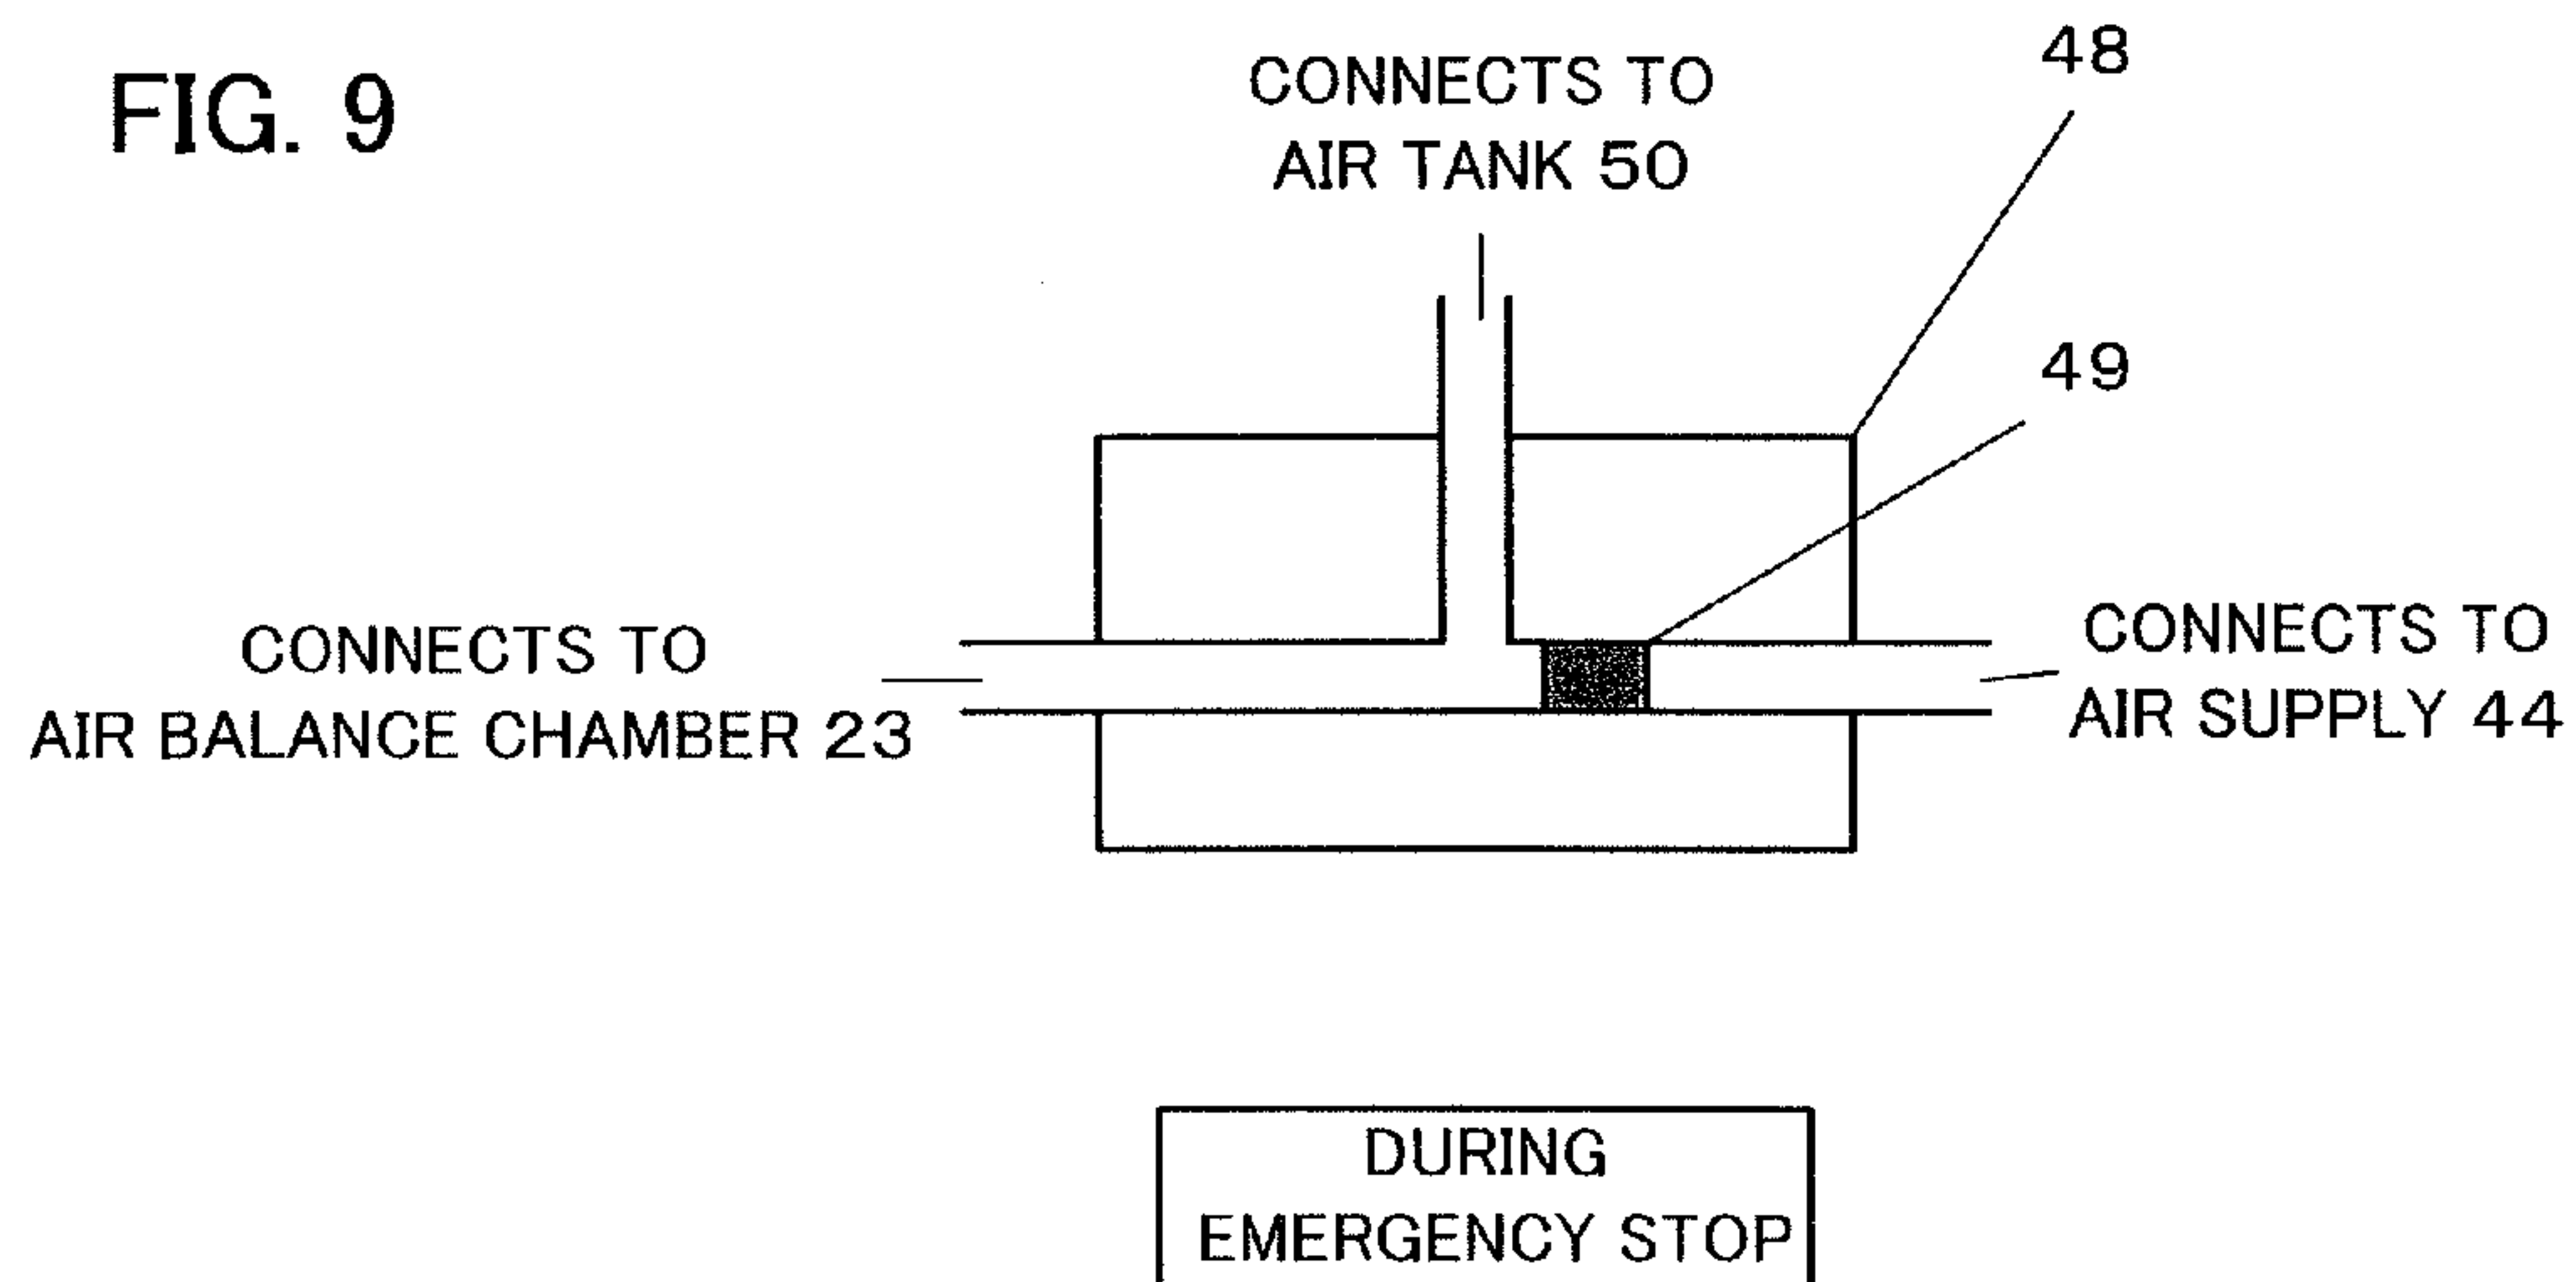 FIG. 9
CONNECTS TO
AIR TANK 50
48
49
CONNECTS TO
AIR BALANCE CHAMBER 23
CONNECTS TO
AIR SUPPLY 44
DURING
EMERGENCY STOP